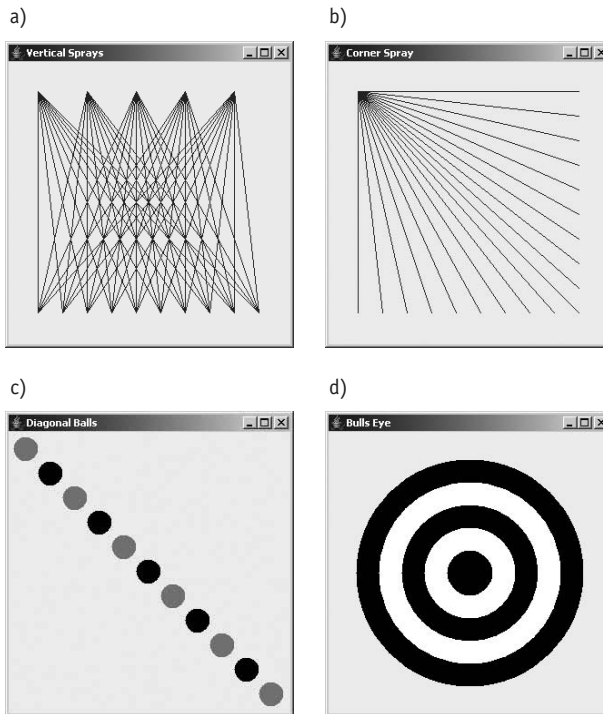 a)
Vertical Sprays
b)
Corner Spray
c)
Diagonal Balls
d)
Bulls Eye